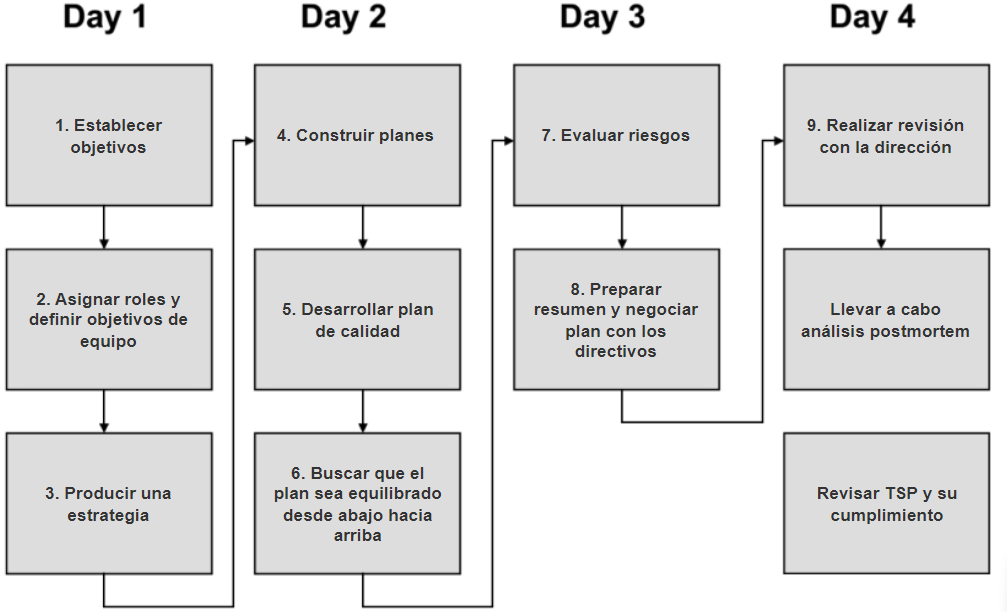 Day 1
Day 2
Day 3
Day 4
1. Establecer
objetivos
2. Asignar roles y
definir objetivos de
equipo
3. Producir una
estrategia
4. Construir planes
5. Desarrollar plan
de calidad
6. Buscar que el
plan sea equilibrado
desde abajo hacia
arriba
7. Evaluar riesgos
8. Preparar
resumen y negociar
plan con los
directivos
9. Realizar revisión
con la dirección
Llevar a cabo
análisis postmortem
Revisar TSP y su
cumplimiento